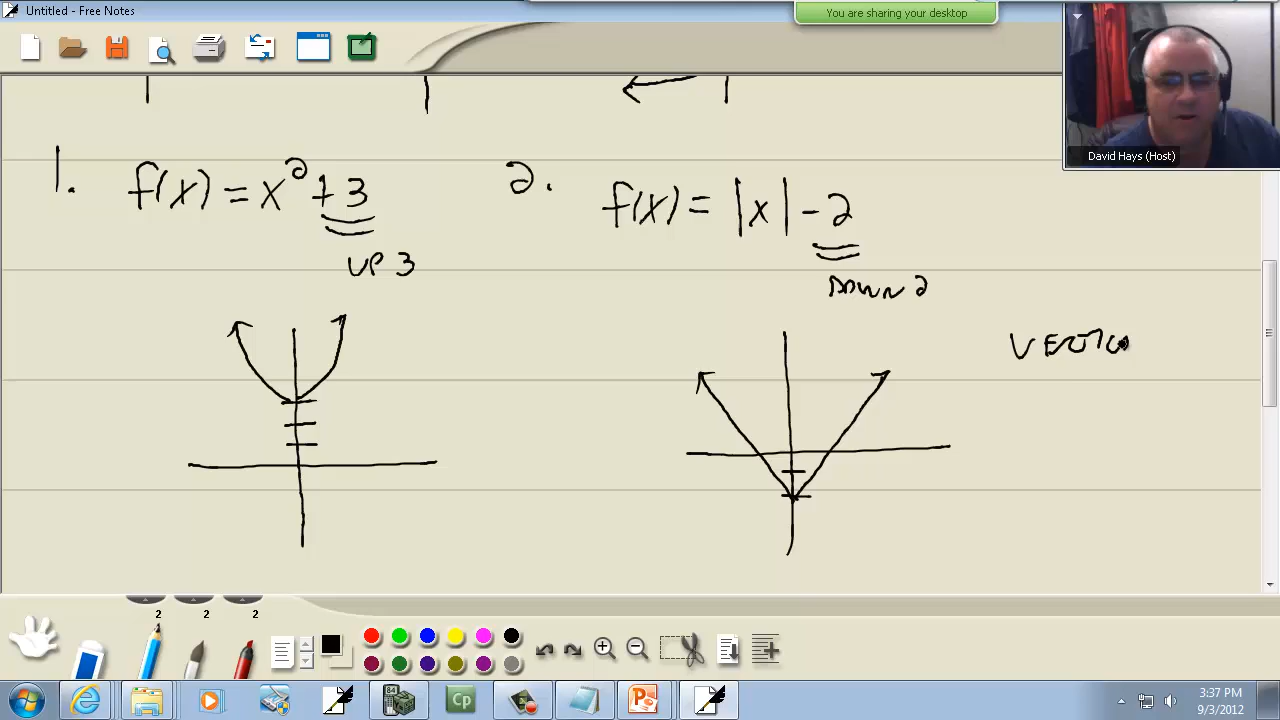 Untitled - Free Notes
You are sharing your desktop
David Hays (Host)
1. f(x) = x² + 3
UP 3
2. f(x) = |x| - 2
DOWN 2
2 2 2
Cp
3:37 PM
9/3/2012